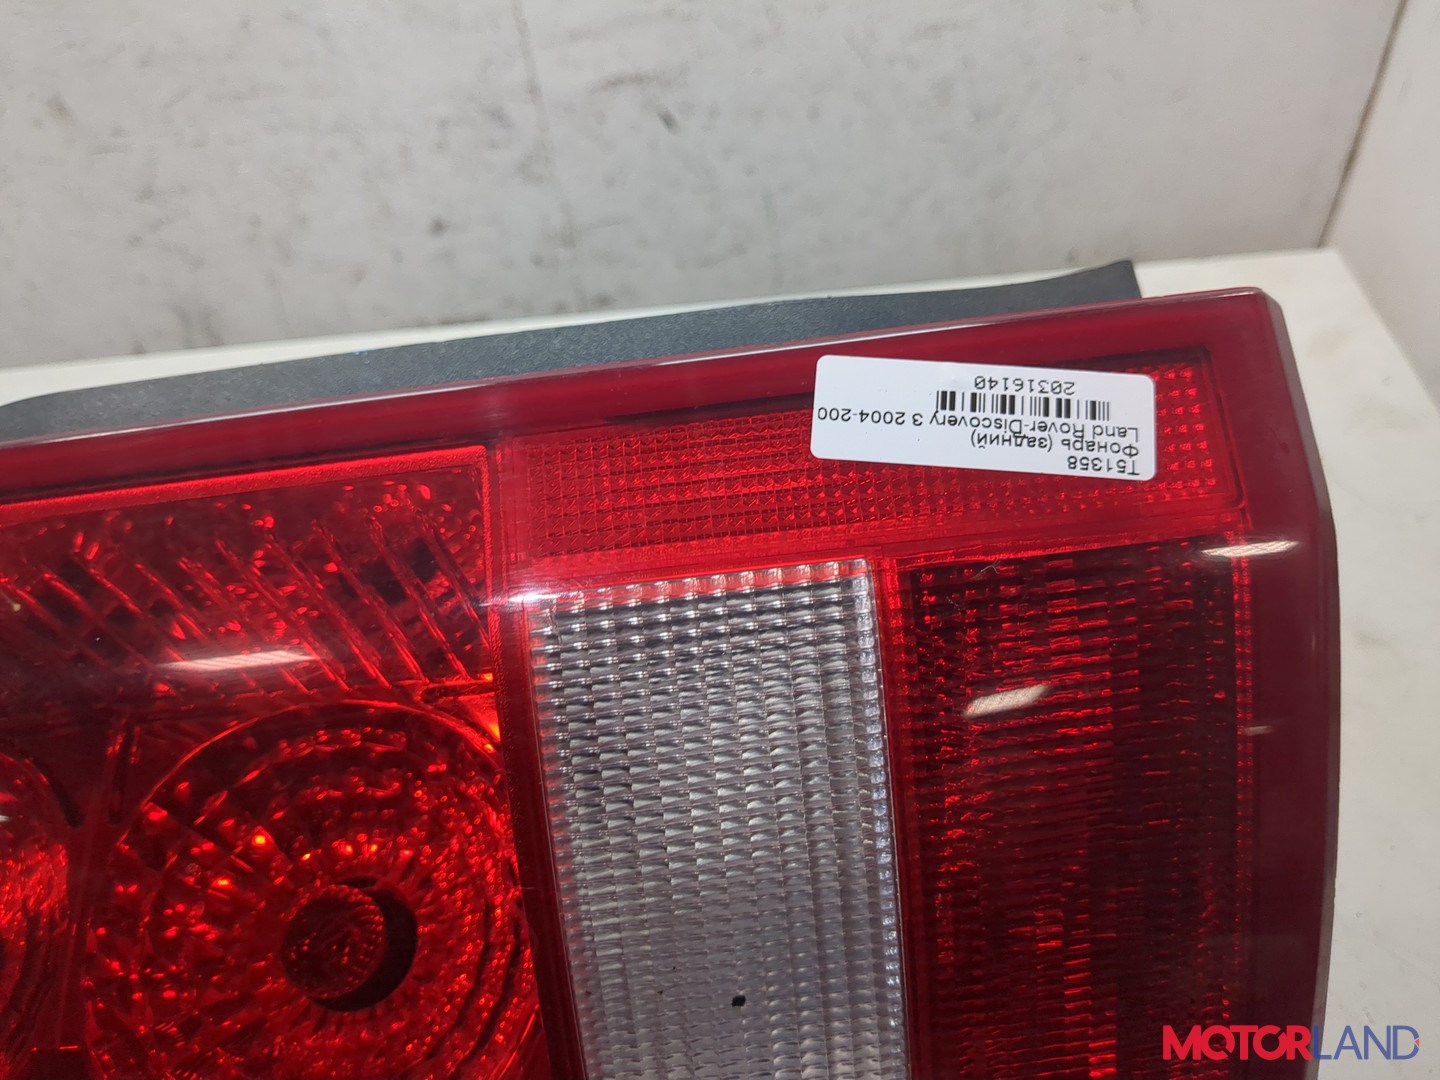 T51358
Фонарь (задний)
Land Rover-Discovery 3 2004-200
20316140
MOTORLAND